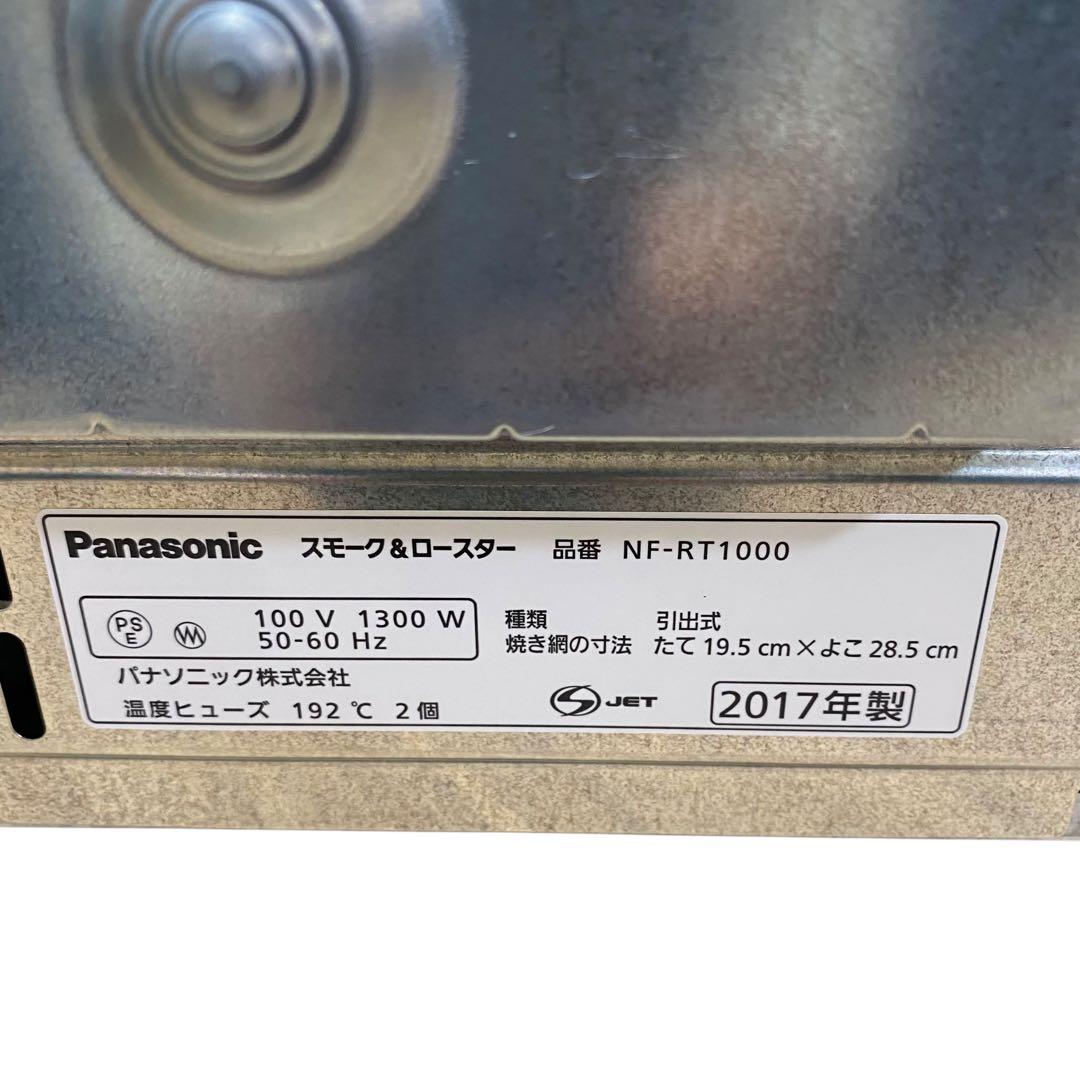 Panasonic スモーク&ロースター 品番 NF-RT1000
PS E 100 V 1300 W
50-60 Hz
種類 引出式
焼き網の寸法 たて 19.5 cm×よこ 28.5 cm
パナソニック株式会社
温度ヒューズ 192 ℃ 2 個
S JET 2017年製